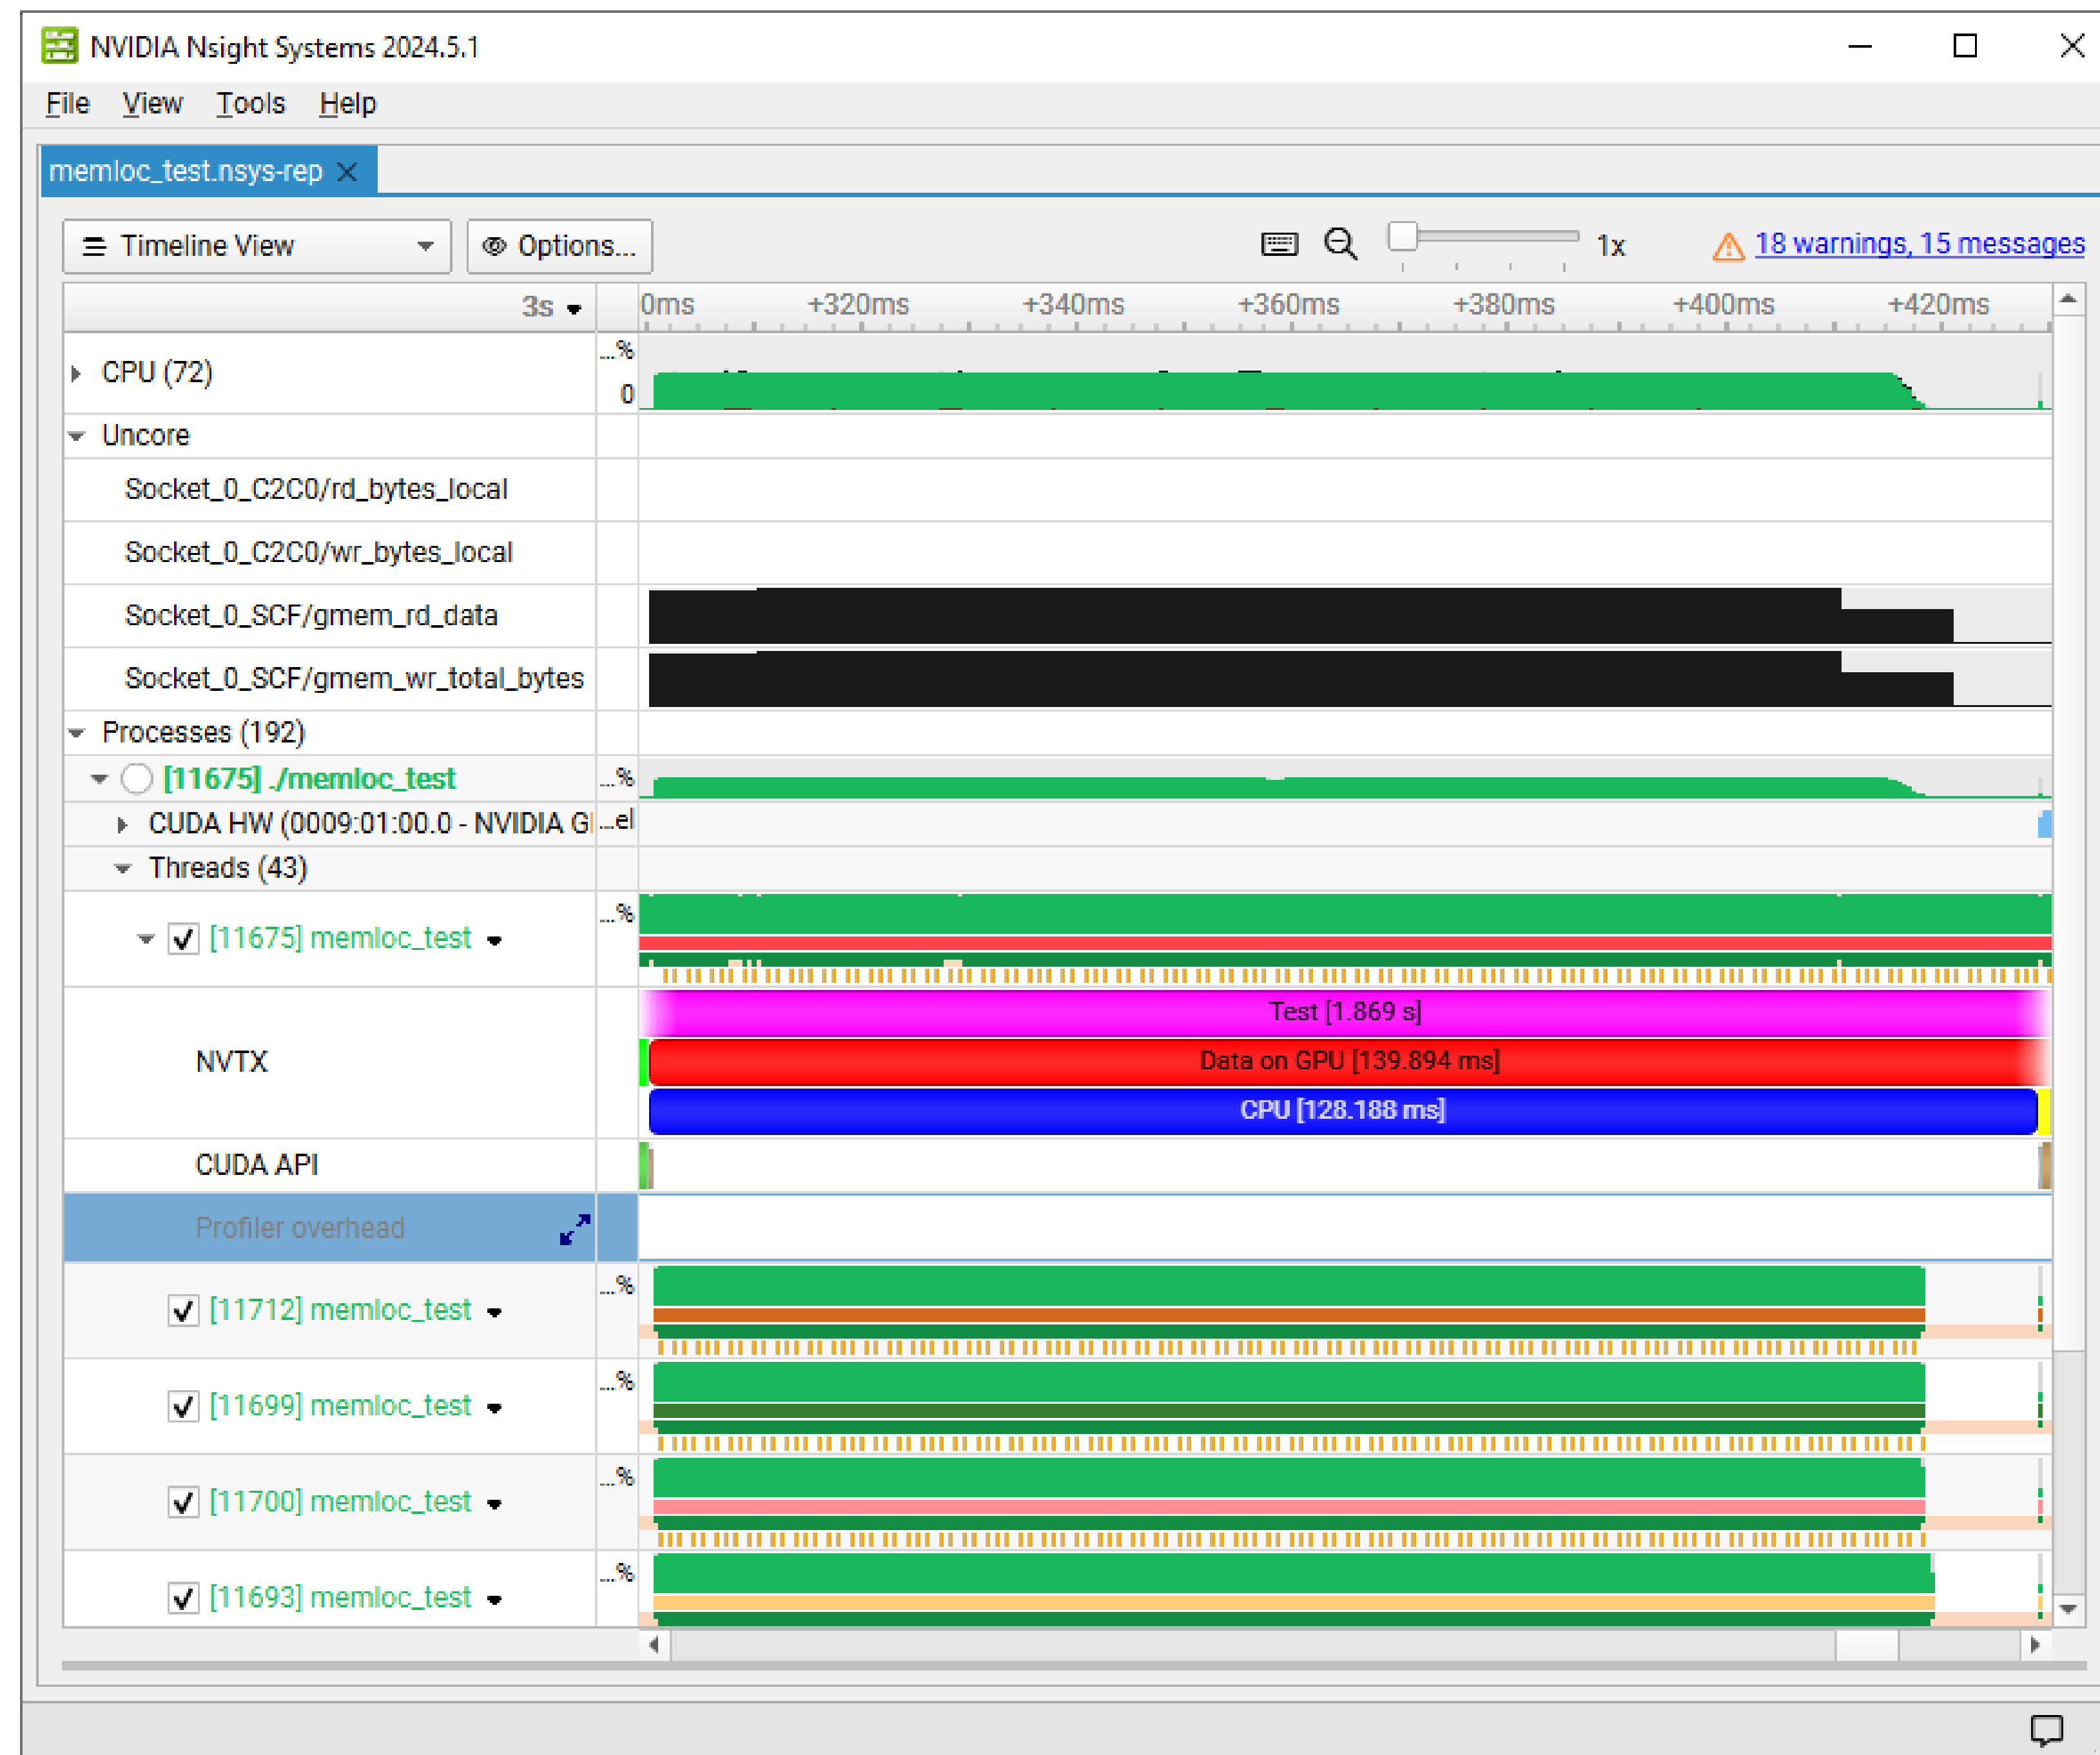 NVIDIA Nsight Systems 2024.5.1
File View Tools Help
memloc_test.nsys-rep
Timeline View Options... 1x 18 warnings, 15 messages
3s 0ms +320ms +340ms +360ms +380ms +400ms +420ms
CPU (72) ...% 0
Uncore
Socket_0_C2C0/rd_bytes_local
Socket_0_C2C0/wr_bytes_local
Socket_0_SCF/gmem_rd_data
Socket_0_SCF/gmem_wr_total_bytes
Processes (192)
[11675] ./memloc_test ...%
CUDA HW (0009:01:00.0 - NVIDIA G ...el
Threads (43)
[11675] memloc_test ...%
Test [1.869 s]
NVTX Data on GPU [139.894 ms]
CPU [128.188 ms]
CUDA API
Profiler overhead
[11712] memloc_test ...%
[11699] memloc_test ...%
[11700] memloc_test ...%
[11693] memloc_test ...%